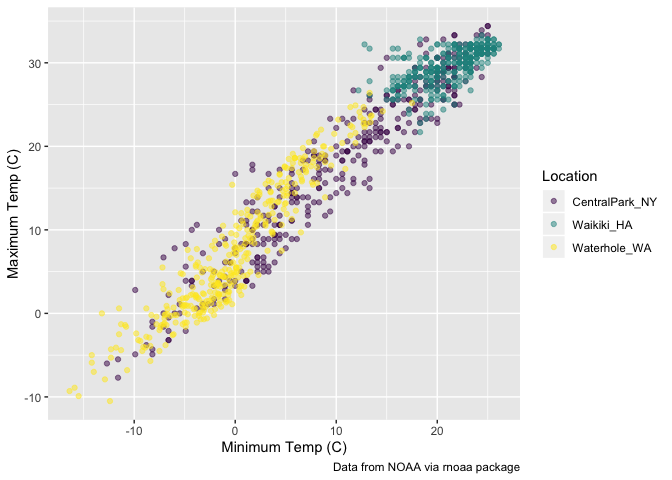 30
20
10
0
-10
Maximum Temp (C)
-10 0 10 20
Minimum Temp (C)
Location
CentralPark_NY
Waikiki_HA
Waterhole_WA
Data from NOAA via rnoaa package